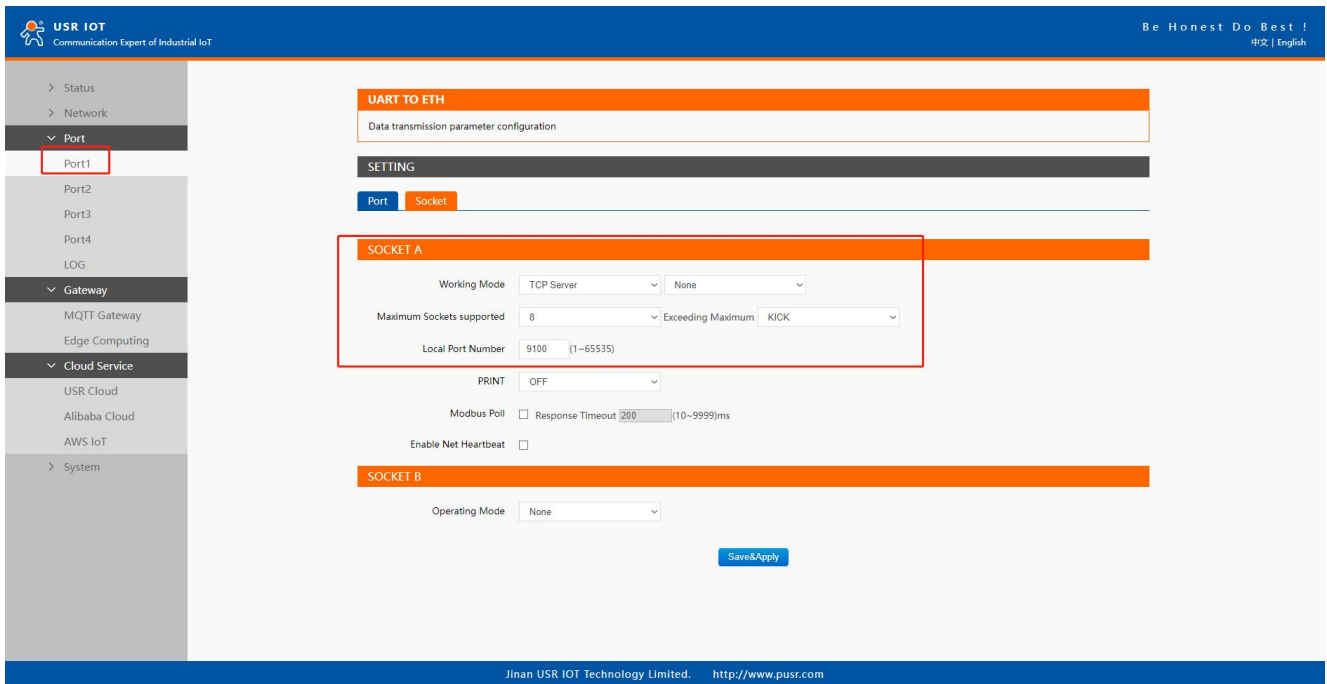 USR IOT
Communication Expert of Industrial IoT
Be Honest Do Best !
中文 | English
Status
Network
Port
Port1
Port2
Port3
Port4
LOG
Gateway
MQTT Gateway
Edge Computing
Cloud Service
USR Cloud
Alibaba Cloud
AWS IoT
System
UART TO ETH
Data transmission parameter configuration
SETTING
Port Socket
SOCKET A
Working Mode TCP Server None
Maximum Sockets supported 8 Exceeding Maximum KICK
Local Port Number 9100 (1~65535)
PRINT OFF
Modbus Poll Response Timeout 200 (10~9999)ms
Enable Net Heartbeat
SOCKET B
Operating Mode None
Save&Apply
Jinan USR IOT Technology Limited. http://www.pusr.com